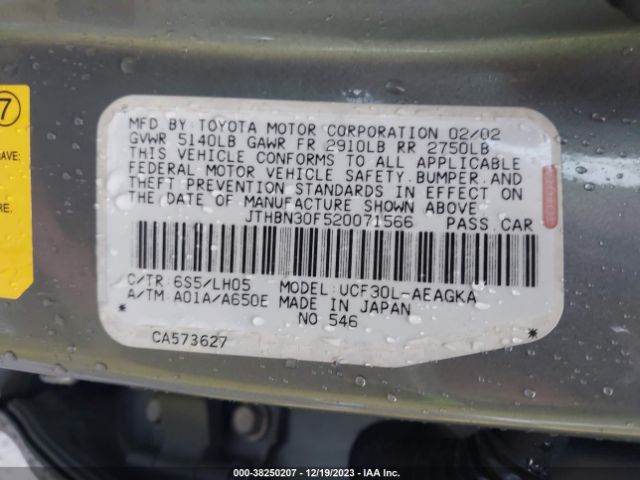 7
MFD BY: TOYOTA MOTOR CORPORATION 02/02
GVWR 5140LB GAWR FR 2910LB RR 2750LB
THIS VEHICLE CONFORMS TO ALL APPLICABLE
FEDERAL MOTOR VEHICLE SAFETY, BUMPER, AND
THEFT PREVENTION STANDARDS IN EFFECT ON
THE DATE OF MANUFACTURE SHOWN ABOVE.
JTHBN30F520071566 PASS. CAR
C/TR: 6S5/LH05 MODEL: UCF30L-AEAGKA
A/TM: A01A/A650E MADE IN JAPAN
* NO. 546 *
CA573627
000-38250207 - 12/19/2023 - IAA Inc.